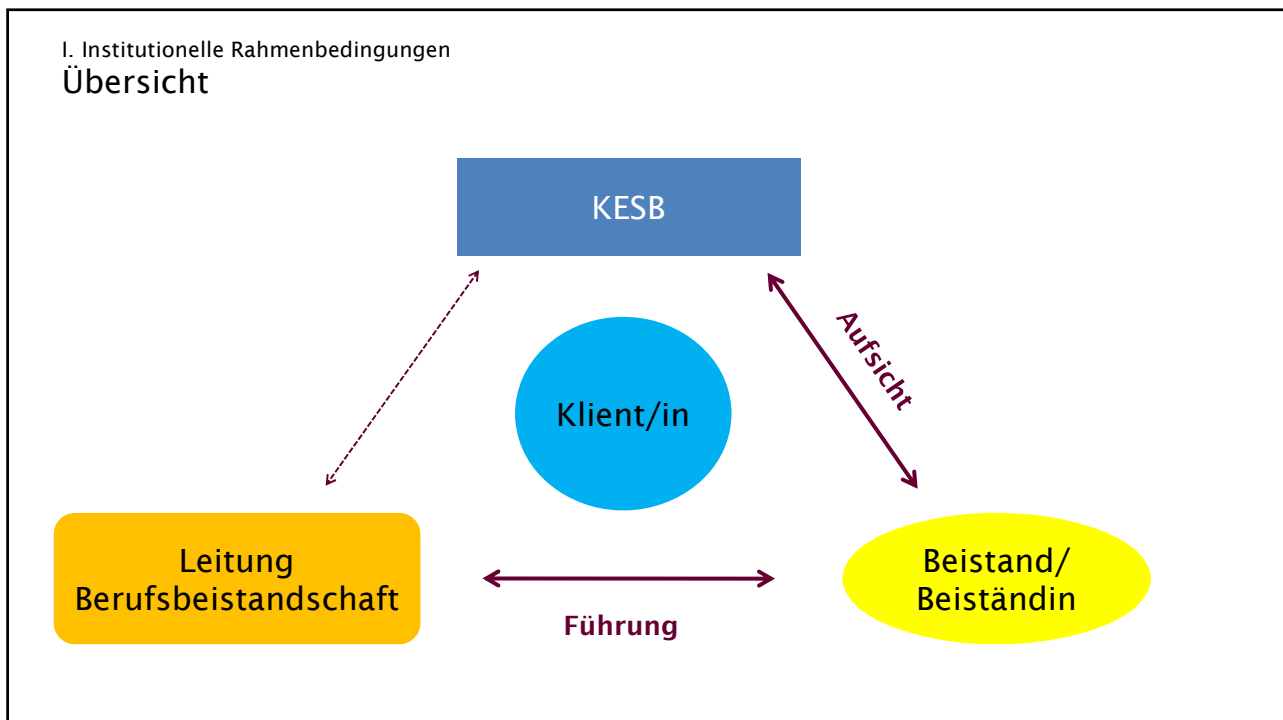 I. Institutionelle Rahmenbedingungen
Übersicht
KESB
Aufsicht
Klient/in
Leitung
Berufsbeistandschaft
Führung
Beistand/
Beiständin